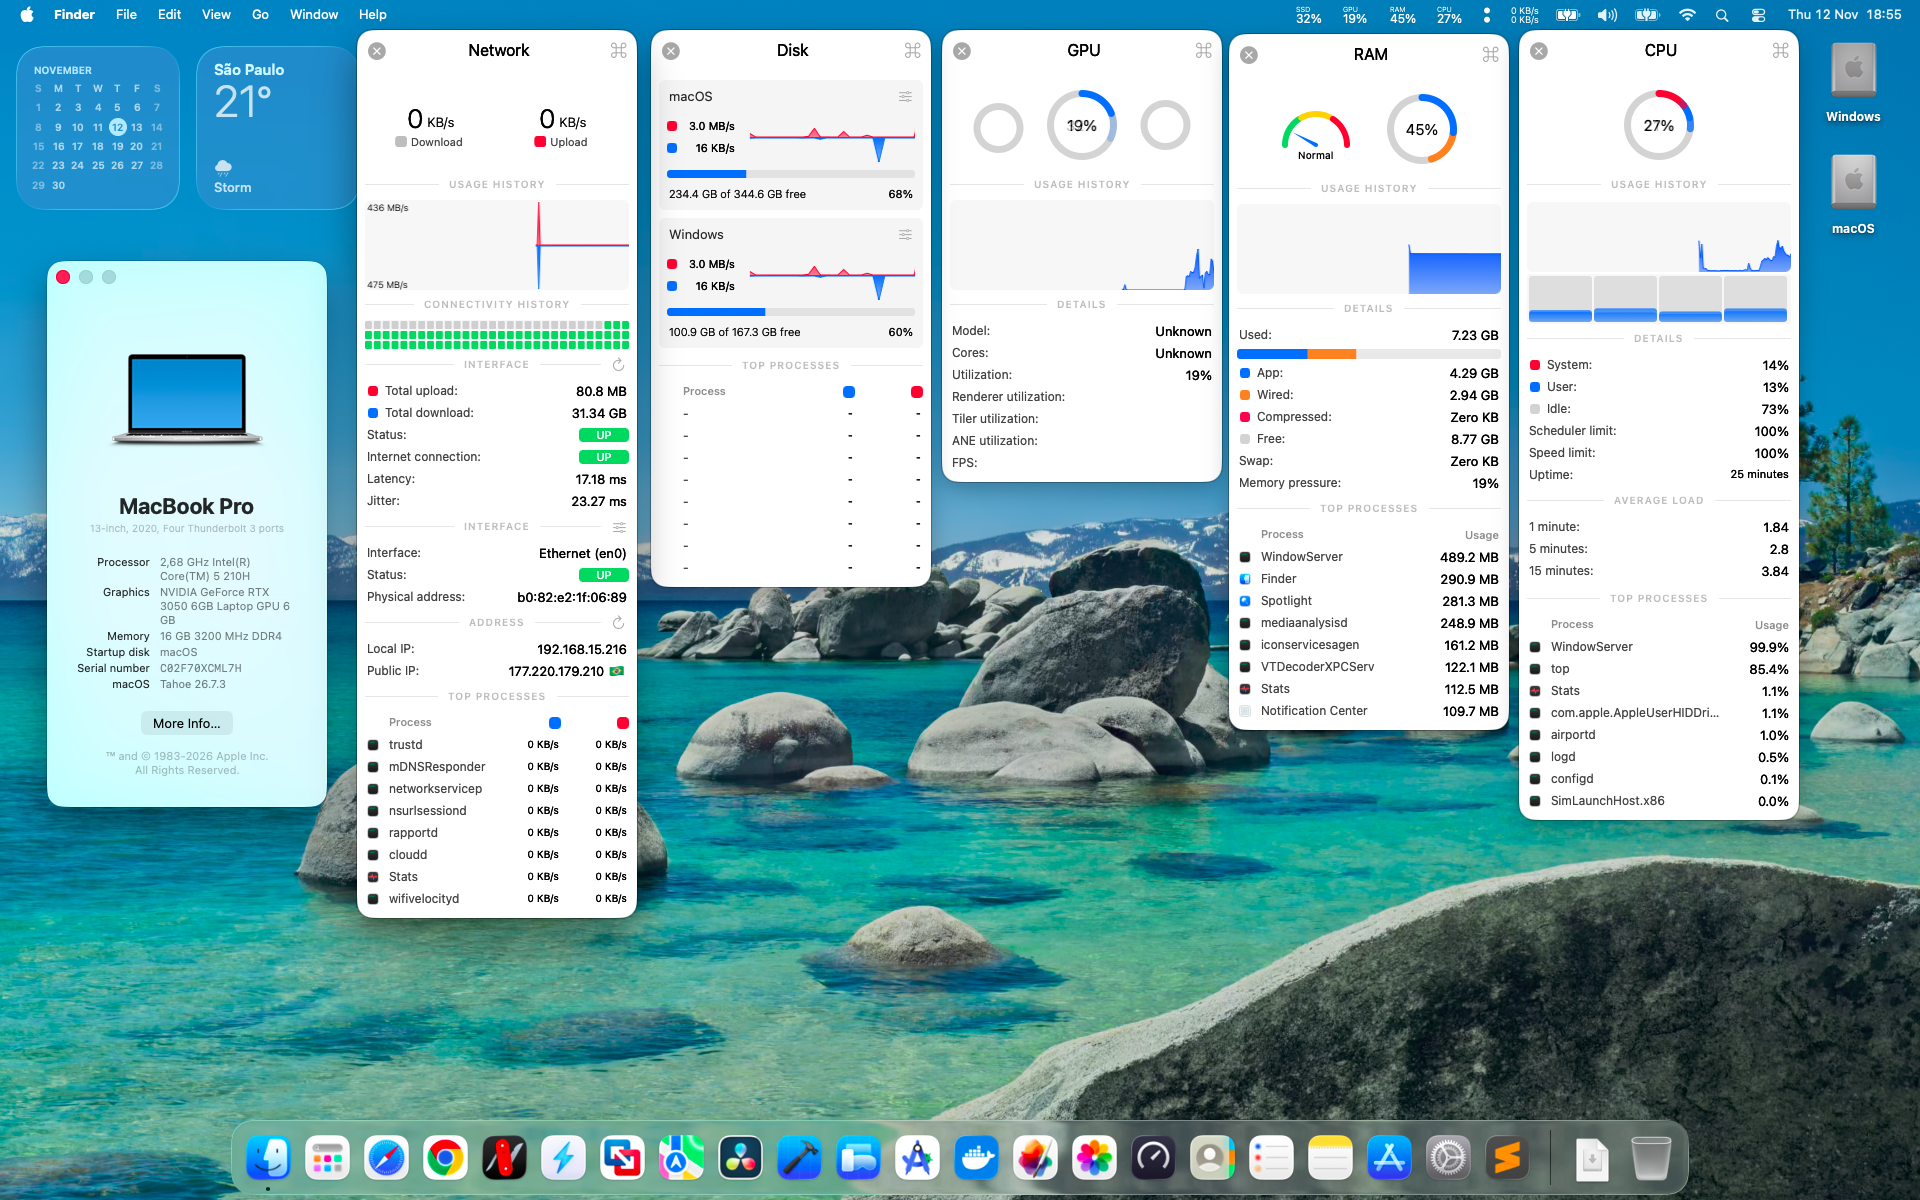 Finder File Edit View Go Window Help
SSD 32% GPU 19% RAM 45% CPU 27% 0 KB/s 0 KB/s Thu 12 Nov 18:55
NOVEMBER
S M T W T F S
1 2 3 4 5 6 7
8 9 10 11 12 13 14
15 16 17 18 19 20 21
22 23 24 25 26 27 28
29 30
São Paulo
21°
Storm
MacBook Pro
13-inch, 2020, Four Thunderbolt 3 ports
Processor 2,68 GHz Intel(R)
Core(TM) 5 210H
Graphics NVIDIA GeForce RTX
3050 6GB Laptop GPU 6
GB
Memory 16 GB 3200 MHz DDR4
Startup disk macOS
Serial number C02F70XCML7H
macOS Tahoe 26.7.3
More Info...
™ and © 1983-2026 Apple Inc.
All Rights Reserved.
Network
0 KB/s 0 KB/s
Download Upload
USAGE HISTORY
436 MB/s
475 MB/s
CONNECTIVITY HISTORY
INTERFACE
Total upload: 80.8 MB
Total download: 31.34 GB
Status: UP
Internet connection: UP
Latency: 17.18 ms
Jitter: 23.27 ms
INTERFACE
Interface: Ethernet (en0)
Status: UP
Physical address: b0:82:e2:1f:06:89
ADDRESS
Local IP: 192.168.15.216
Public IP: 177.220.179.210
TOP PROCESSES
Process
trustd 0 KB/s 0 KB/s
mDNSResponder 0 KB/s 0 KB/s
networkservicep 0 KB/s 0 KB/s
nsurlsessiond 0 KB/s 0 KB/s
rapportd 0 KB/s 0 KB/s
cloudd 0 KB/s 0 KB/s
Stats 0 KB/s 0 KB/s
wifivelocityd 0 KB/s 0 KB/s
Disk
macOS
3.0 MB/s
16 KB/s
234.4 GB of 344.6 GB free 68%
Windows
3.0 MB/s
16 KB/s
100.9 GB of 167.3 GB free 60%
TOP PROCESSES
Process
- - -
- - -
- - -
- - -
- - -
- - -
- - -
- - -
GPU
19%
USAGE HISTORY
DETAILS
Model: Unknown
Cores: Unknown
Utilization: 19%
Renderer utilization:
Tiler utilization:
ANE utilization:
FPS:
RAM
Normal
45%
USAGE HISTORY
DETAILS
Used: 7.23 GB
App: 4.29 GB
Wired: 2.94 GB
Compressed: Zero KB
Free: 8.77 GB
Swap: Zero KB
Memory pressure: 19%
TOP PROCESSES
Process Usage
WindowServer 489.2 MB
Finder 290.9 MB
Spotlight 281.3 MB
mediaanalysisd 248.9 MB
iconservicesagen 161.2 MB
VTDecoderXPCServ 122.1 MB
Stats 112.5 MB
Notification Center 109.7 MB
CPU
27%
USAGE HISTORY
DETAILS
System: 14%
User: 13%
Idle: 73%
Scheduler limit: 100%
Speed limit: 100%
Uptime: 25 minutes
AVERAGE LOAD
1 minute: 1.84
5 minutes: 2.8
15 minutes: 3.84
TOP PROCESSES
Process Usage
WindowServer 99.9%
top 85.4%
Stats 1.1%
com.apple.AppleUserHIDDri... 1.1%
airportd 1.0%
logd 0.5%
configd 0.1%
SimLaunchHost.x86 0.0%
Windows
macOS